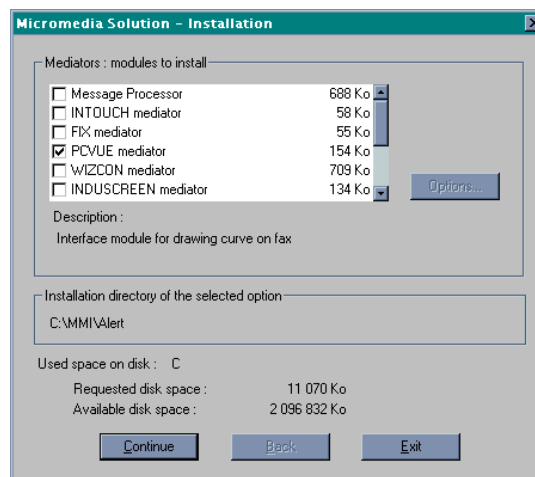 Micromedia Solution - Installation
Mediators : modules to install
Message Processor 688 Ko
INTOUCH mediator 58 Ko
FIX mediator 55 Ko
PCVUE mediator 154 Ko
WIZCON mediator 709 Ko
INDUSCREEN mediator 134 Ko
Options...
Description :
Interface module for drawing curve on fax
Installation directory of the selected option
C:\MMI\Alert
Used space on disk : C
Requested disk space : 11 070 Ko
Available disk space : 2 096 832 Ko
Continue Back Exit